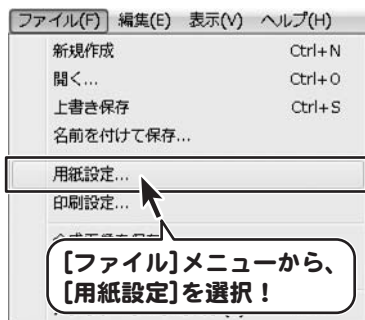 ファイル(F) 編集(E) 表示(V) ヘルプ(H)
新規作成 Ctrl+N
開く... Ctrl+O
上書き保存 Ctrl+S
名前を付けて保存...
用紙設定...
印刷設定...
[ファイル]メニューから、
[用紙設定]を選択！